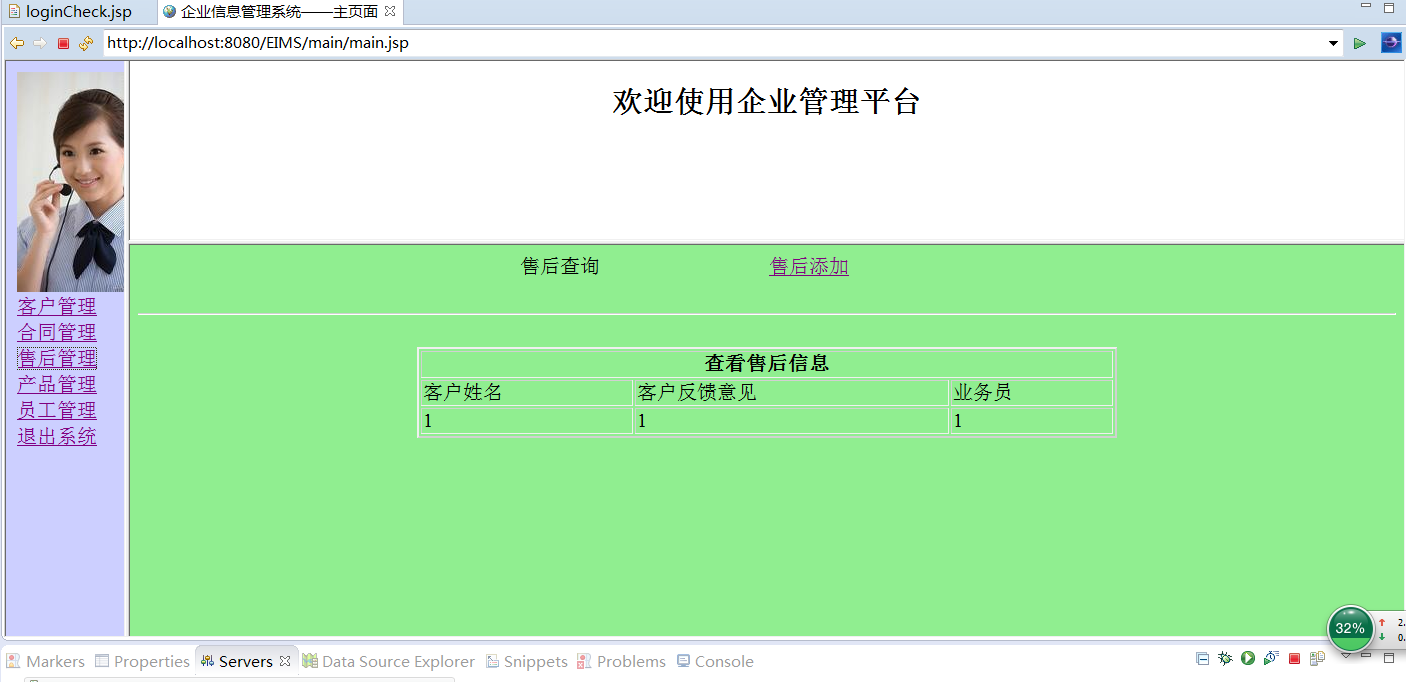 loginCheck.jsp 企业信息管理系统——主页面
http://localhost:8080/EIMS/main/main.jsp
欢迎使用企业管理平台
客户管理
合同管理
售后管理
产品管理
员工管理
退出系统
售后查询 售后添加
查看售后信息
客户姓名 客户反馈意见 业务员
1 1 1
32%
2.
0.
Markers Properties Servers Data Source Explorer Snippets Problems Console